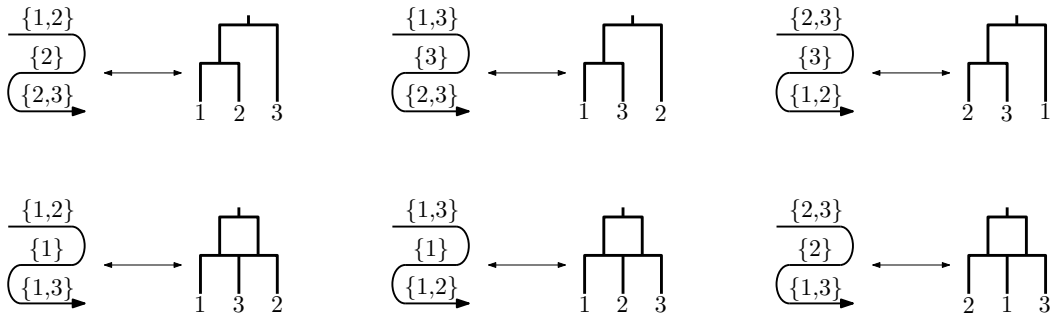 {1,2} {1,3} {2,3}
{2} {3} {3}
{2,3} {2,3} {1,2}
1 2 3 1 3 2 2 3 1
{1,2} {1,3} {2,3}
{1} {1} {2}
{1,3} {1,2} {1,3}
1 3 2 1 2 3 2 1 3